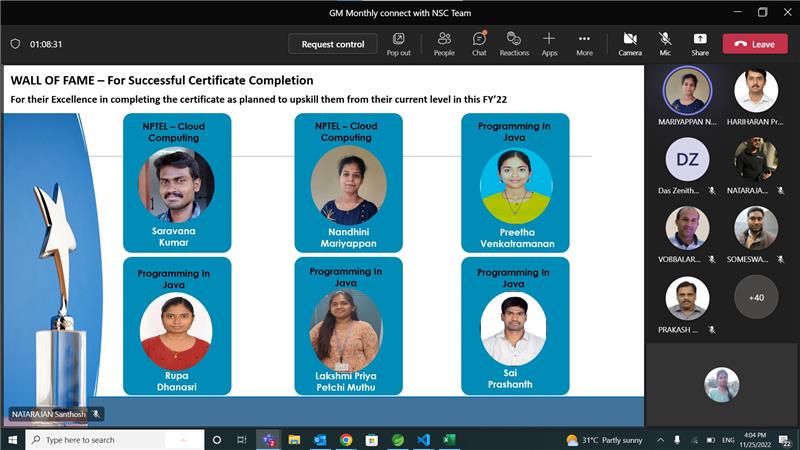 GM Monthly connect with NSC Team
01:08:31
Request control
Pop out
People
Chat
Reactions
Apps
More
Camera
Mic
Share
Leave
WALL OF FAME – For Successful Certificate Completion
For their Excellence in completing the certificate as planned to upskill them from their current level in this FY'22
NPTEL – Cloud
Computing
Saravana
Kumar
NPTEL – Cloud
Computing
Nandhini
Mariyappan
Programming In
Java
Preetha
Venkatramanan
Programming In
Java
Rupa
Dhanasri
Programming In
Java
Lakshmi Priya
Petchi Muthu
Programming In
Java
Sai
Prashanth
NATARAJAN Santhosh
MARIYAPPAN N...
HARIHARAN Pr...
DZ
Das Zenith...
NATARAJA...
VOBBALAR...
SOMESWA...
PRAKASH ...
+40
Type here to search
31°C Partly sunny
ENG
4:04 PM
11/25/2022
22